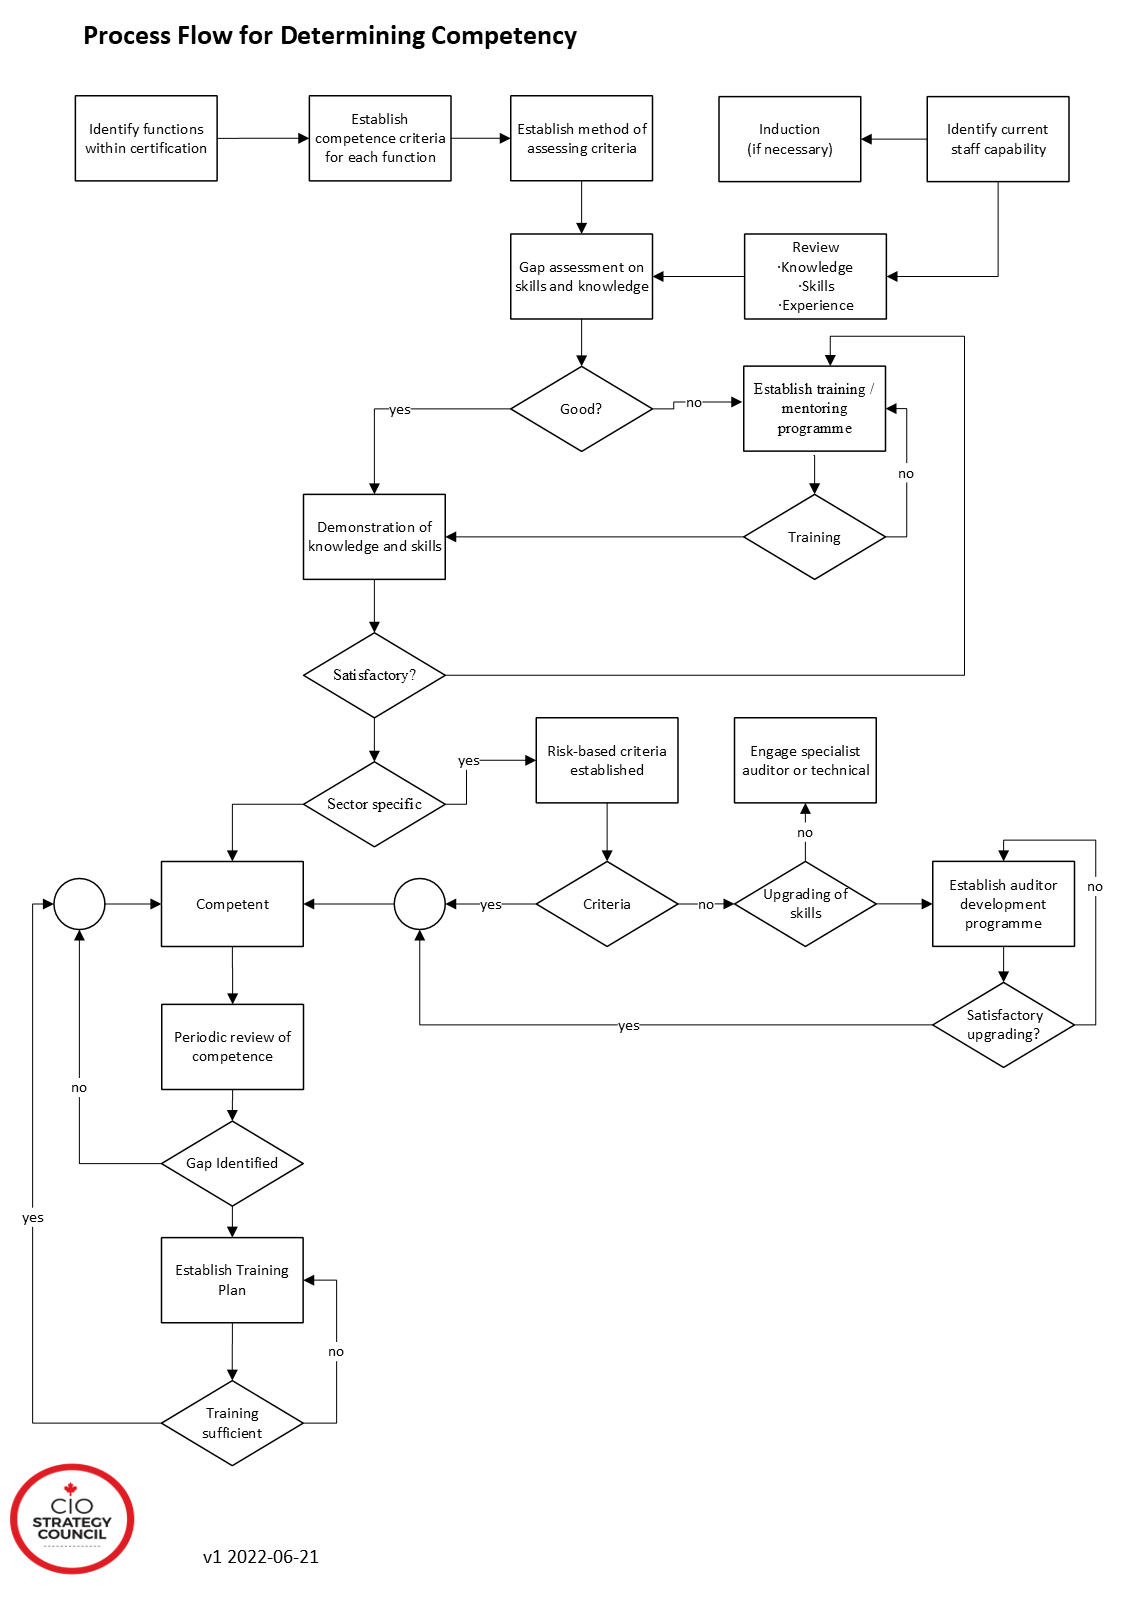 Process Flow for Determining Competency
Identify functions
within certification
Establish
competence criteria
for each function
Establish method of
assessing criteria
Induction
(if necessary)
Identify current
staff capability
Gap assessment on
skills and knowledge
Review
·Knowledge
·Skills
·Experience
Good?
yes
no
Establish training /
mentoring
programme
no
Training
Demonstration of
knowledge and skills
Satisfactory?
Sector specific
yes
Risk-based criteria
established
Engage specialist
auditor or technical
no
Competent
yes
Criteria
no
Upgrading of
skills
Establish auditor
development
programme
no
Satisfactory
upgrading?
yes
Periodic review of
competence
no
Gap Identified
yes
Establish Training
Plan
no
Training
sufficient
CIO
STRATEGY
COUNCIL
v1 2022-06-21